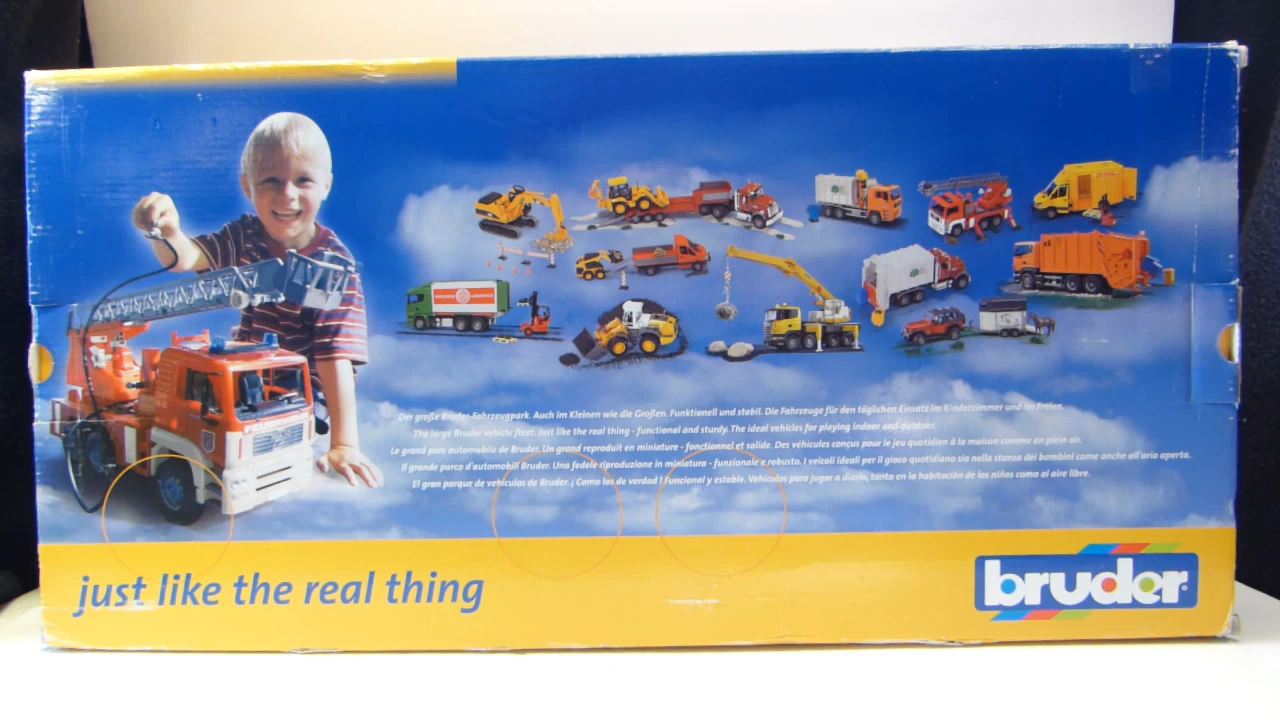 FEUERWEHR
Der große Bruder-Fahrzeugpark. Auch im Kleinen wie die Großen. Funktionell und stabil. Die Fahrzeuge für den täglichen Einsatz im Kinderzimmer und im Freien.
The large Bruder vehicle fleet. Just like the real thing - functional and sturdy. The ideal vehicles for playing indoor and outdoor.
Le grand parc automobile de Bruder. Un grand reproduit en miniature - fonctionnel et solide. Des véhicules conçus pour le jeu quotidien à la maison comme en plein air.
Il grande parco d'automobili Bruder. Una fedele riproduzione in miniatura - funzionale e robusto. I veicoli ideali per il gioco quotidiano sia nella stanza dei bambini come anche all'aria aperta.
El gran parque de vehículos de Bruder. ¡ Como los de verdad ! Funcional y estable. Vehículos para jugar a diario, tanto en la habitación de los niños como al aire libre.
just like the real thing
bruder